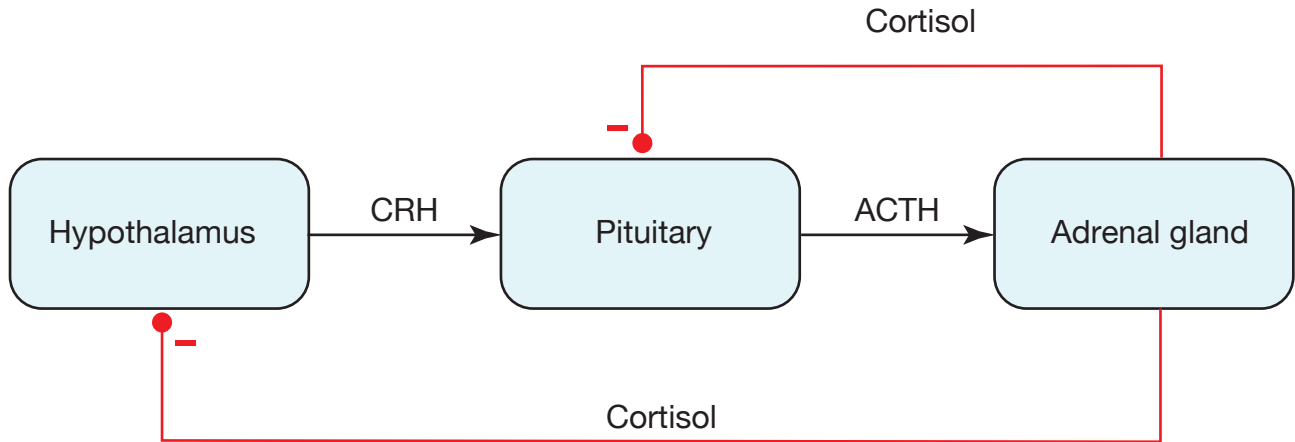 Cortisol
–
Hypothalamus
CRH
Pituitary
ACTH
Adrenal gland
–
Cortisol